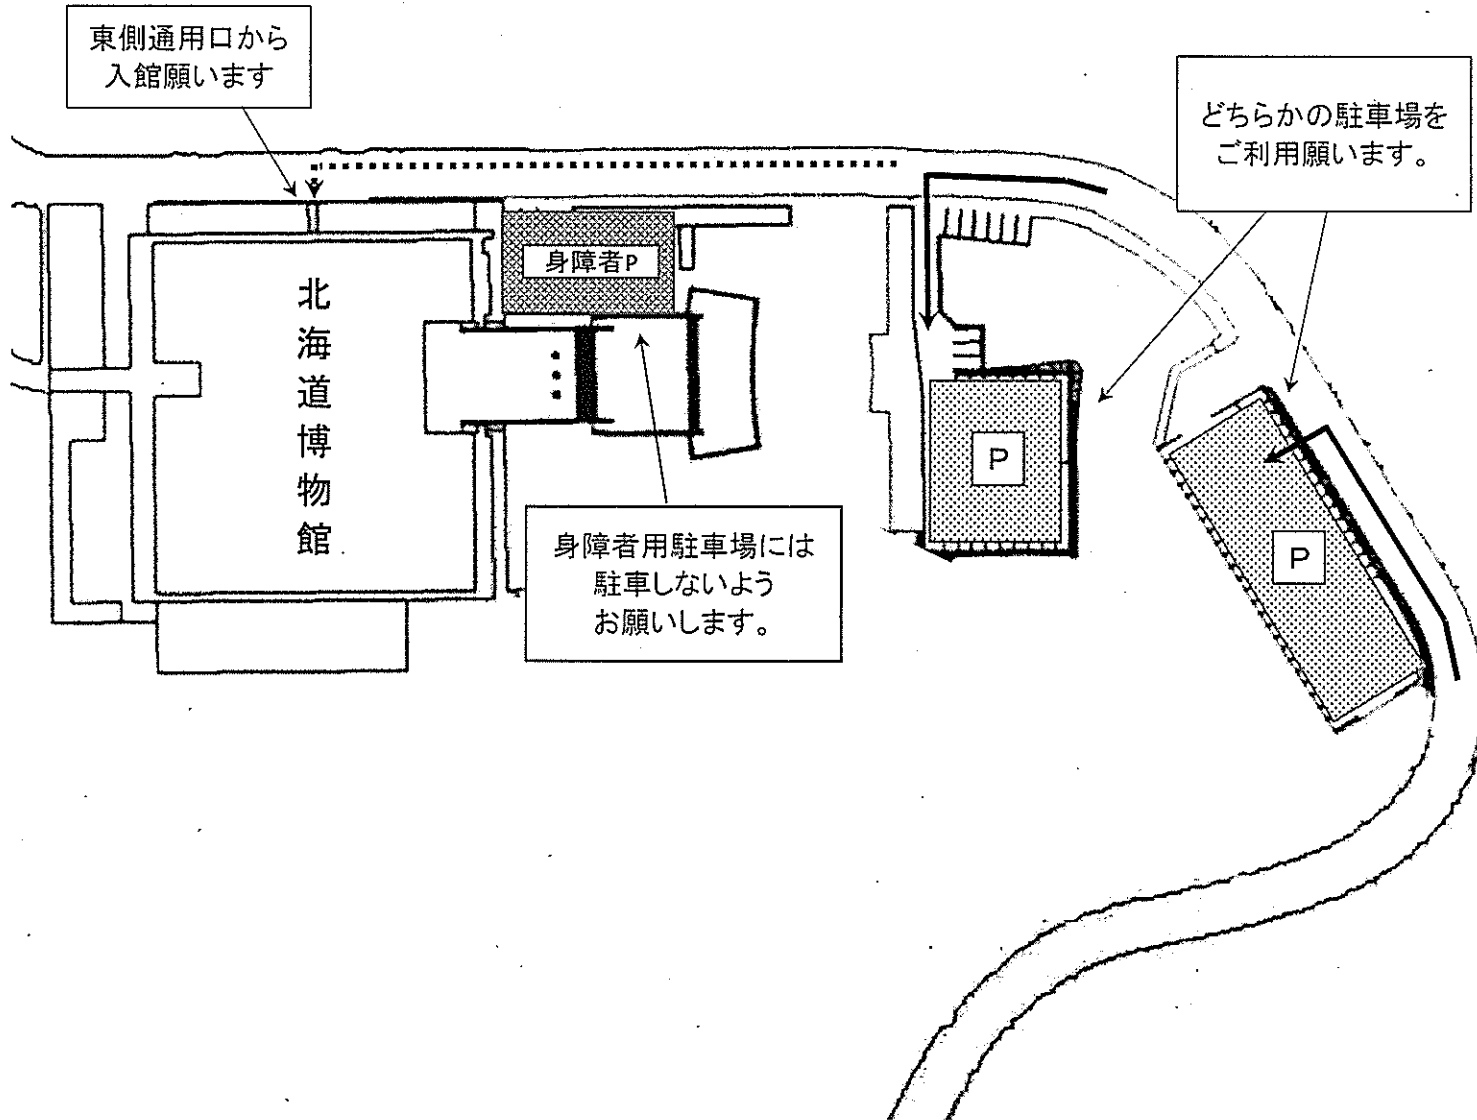 東側通用口から
入館願います
どちらかの駐車場を
ご利用願います。
身障者P
北海道博物館
P
P
身障者用駐車場には
駐車しないよう
お願いします。